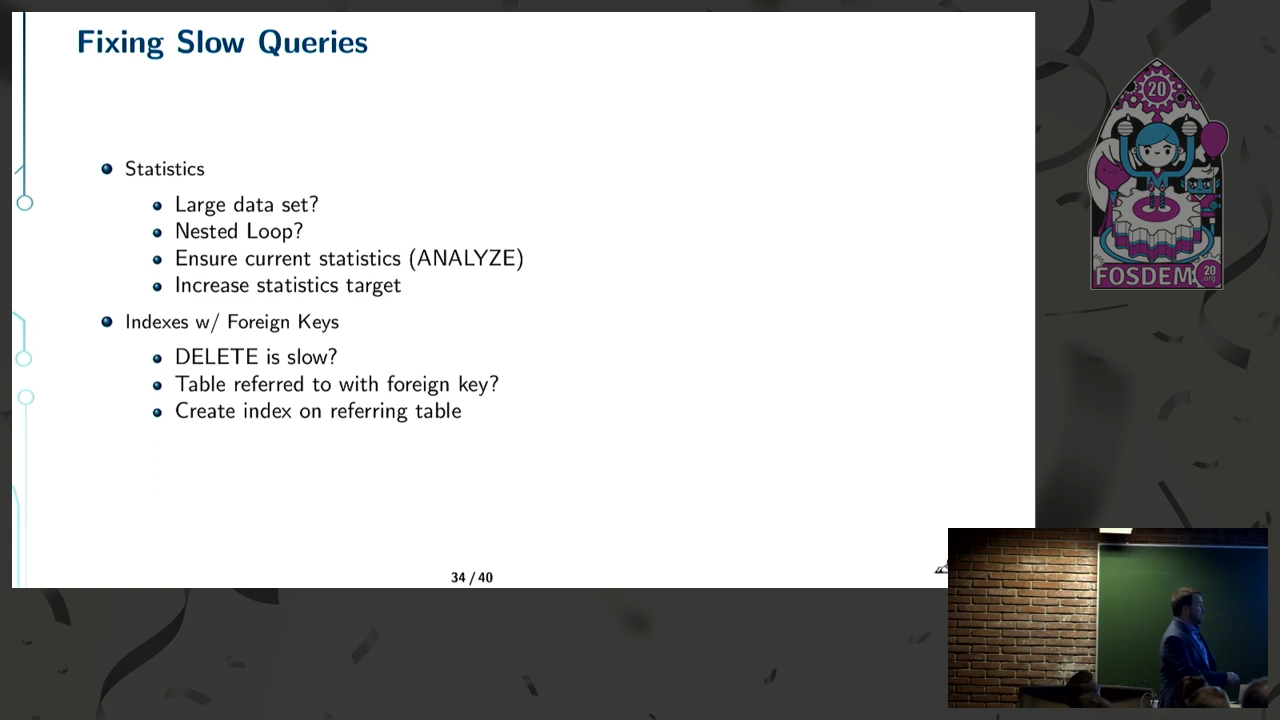 Fixing Slow Queries
Statistics
Large data set?
Nested Loop?
Ensure current statistics (ANALYZE)
Increase statistics target
Indexes w/ Foreign Keys
DELETE is slow?
Table referred to with foreign key?
Create index on referring table
34 / 40
20
FOSDEM
20
.org